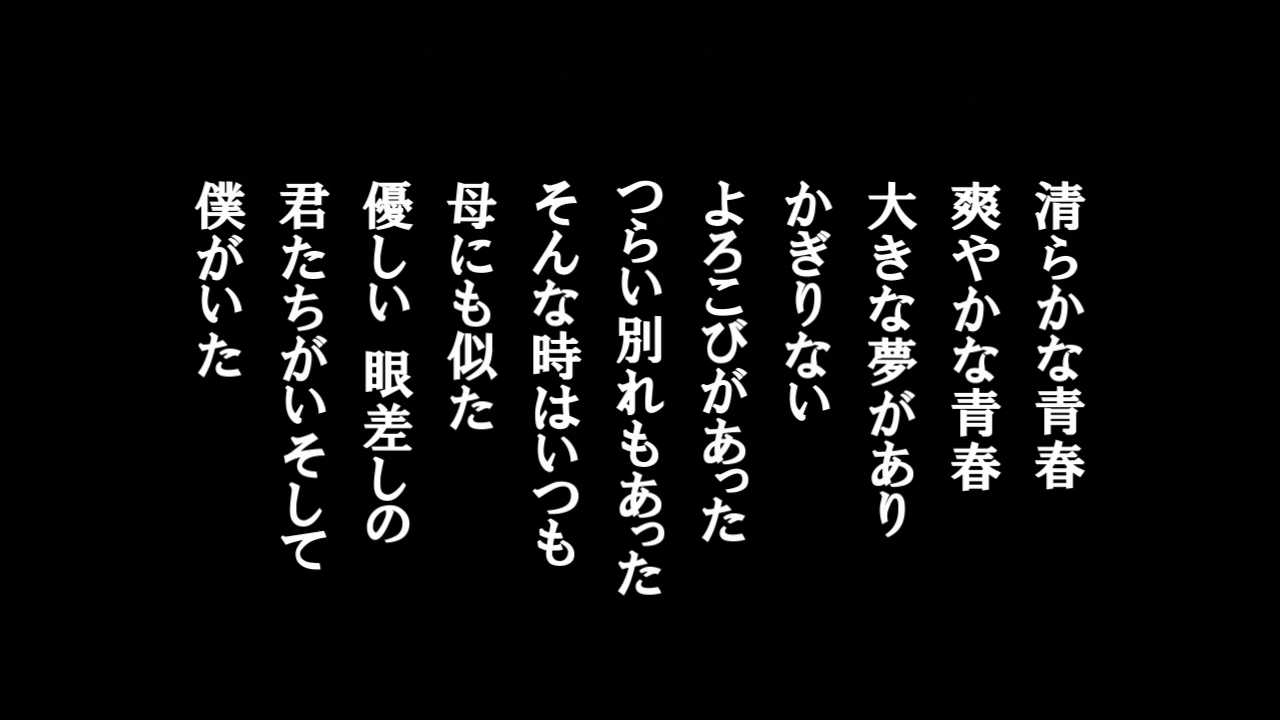 清らかな青春
爽やかな青春
大きな夢があり
かぎりない
よろこびがあった
つらい別れもあった
そんな時はいつも
母にも似た
優しい 眼差しの
君たちがいそして
僕がいた